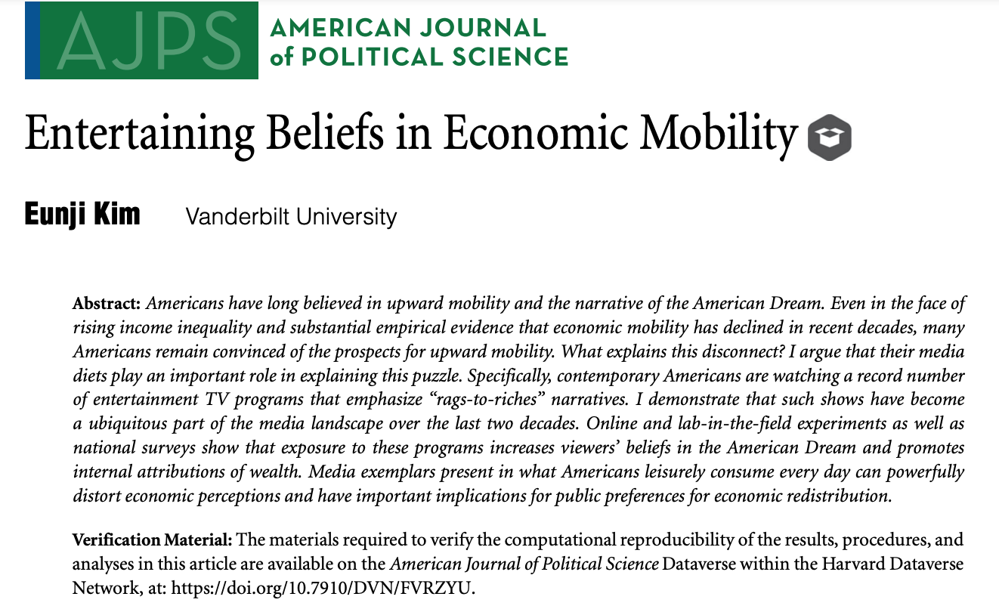 AJPS
AMERICAN JOURNAL
of POLITICAL SCIENCE
Entertaining Beliefs in Economic Mobility
Eunji Kim Vanderbilt University
Abstract: Americans have long believed in upward mobility and the narrative of the American Dream. Even in the face of
rising income inequality and substantial empirical evidence that economic mobility has declined in recent decades, many
Americans remain convinced of the prospects for upward mobility. What explains this disconnect? I argue that their media
diets play an important role in explaining this puzzle. Specifically, contemporary Americans are watching a record number
of entertainment TV programs that emphasize “rags-to-riches” narratives. I demonstrate that such shows have become
a ubiquitous part of the media landscape over the last two decades. Online and lab-in-the-field experiments as well as
national surveys show that exposure to these programs increases viewers’ beliefs in the American Dream and promotes
internal attributions of wealth. Media exemplars present in what Americans leisurely consume every day can powerfully
distort economic perceptions and have important implications for public preferences for economic redistribution.
Verification Material: The materials required to verify the computational reproducibility of the results, procedures, and
analyses in this article are available on the American Journal of Political Science Dataverse within the Harvard Dataverse
Network, at: https://doi.org/10.7910/DVN/FVRZYU.